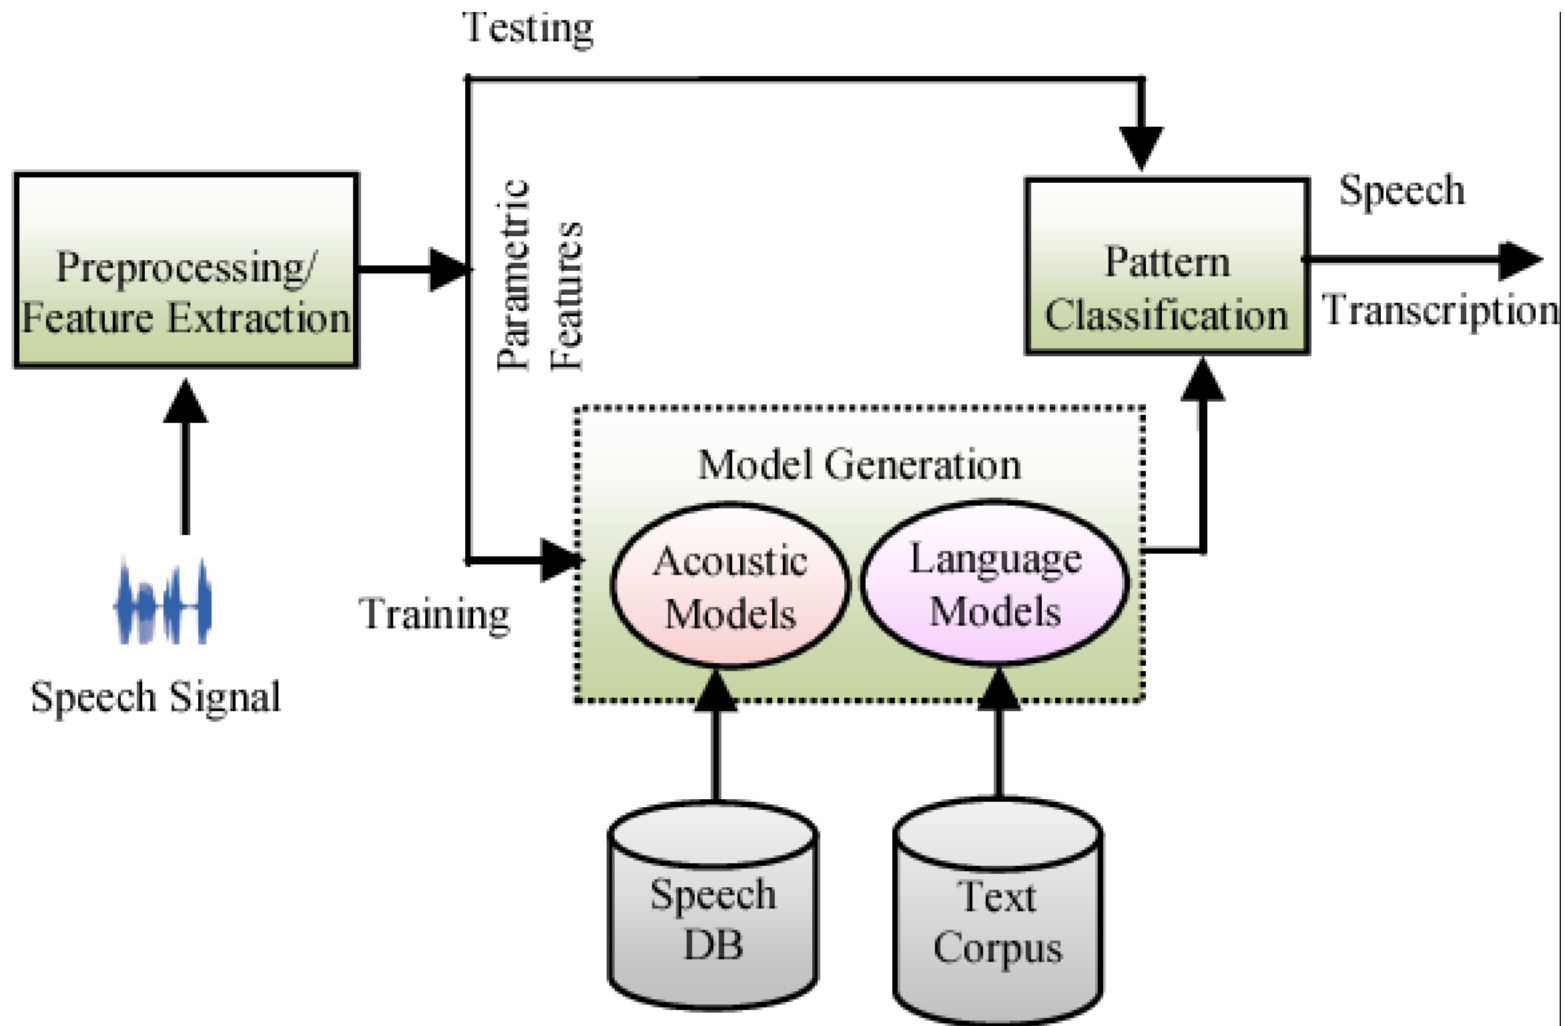 Testing
Preprocessing/
Feature Extraction
Parametric
Features
Pattern
Classification
Speech
Transcription
Model Generation
Acoustic
Models
Language
Models
Training
Speech Signal
Speech
DB
Text
Corpus